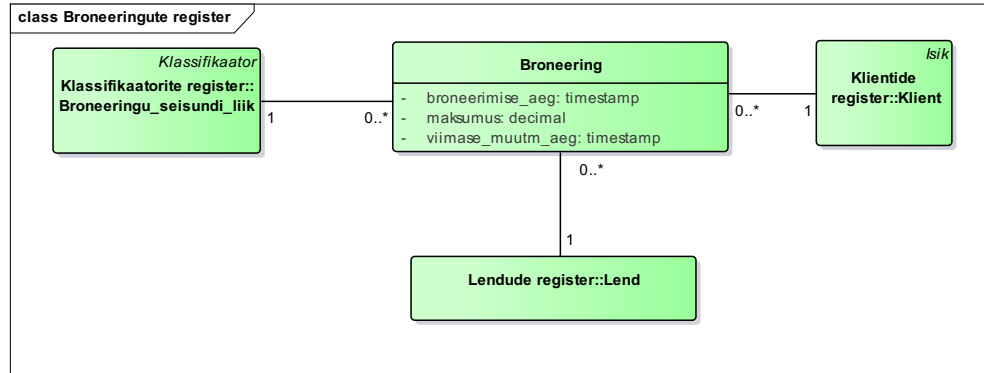 class Broneeringute register
Klassifikaator
Klassifikaatorite register::
Broneeringu_seisundi_liik
1
0..*
Broneering
- broneerimise_aeg: timestamp
- maksumus: decimal
- viimase_muutm_aeg: timestamp
0..*
1
Isik
Klientide
register::Klient
0..*
1
Lendude register::Lend